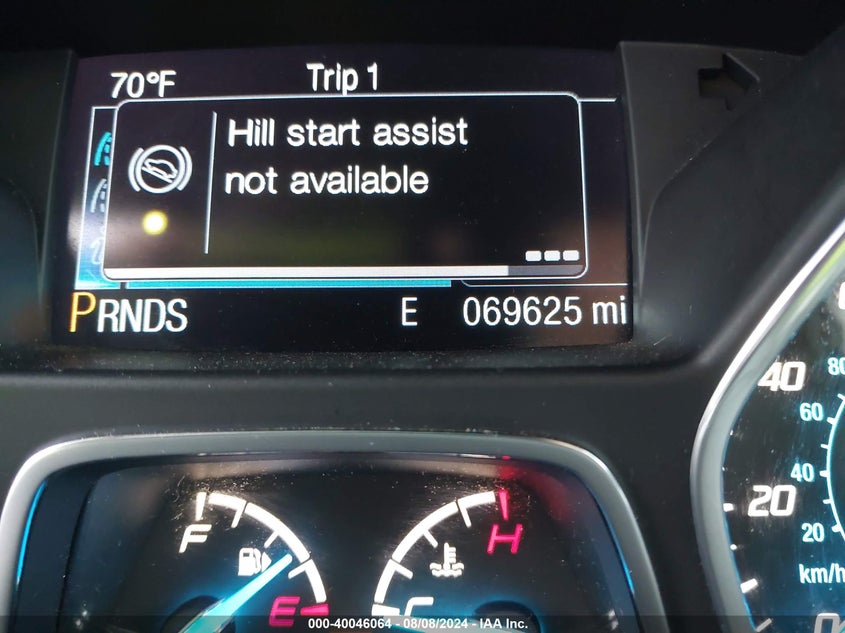 70°F Trip 1
Hill start assist
not available
PRNDS E 069625 mi
40 80
60
F H
40
20
20
km/h
E C
000-40046064 - 08/08/2024 - IAA Inc.